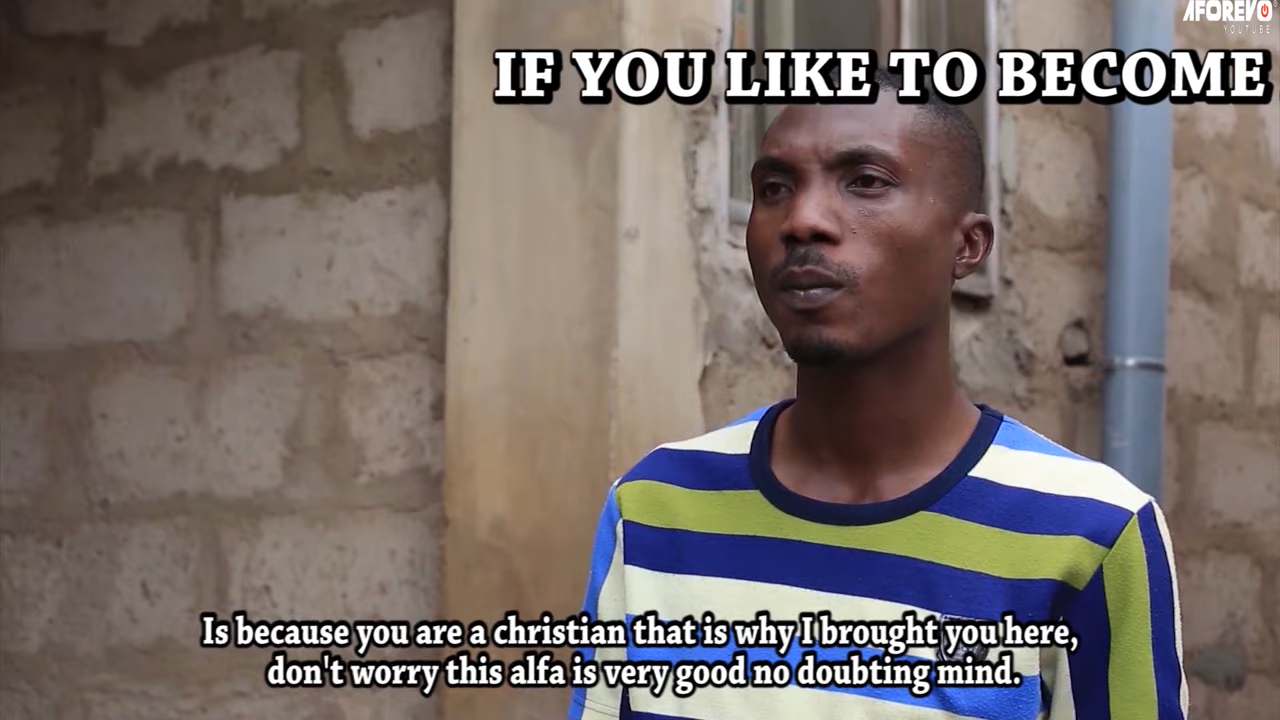 AFOREVO
YOUTUBE
IF YOU LIKE TO BECOME
Is because you are a christian that is why I brought you here,
don't worry this alfa is very good no doubting mind.